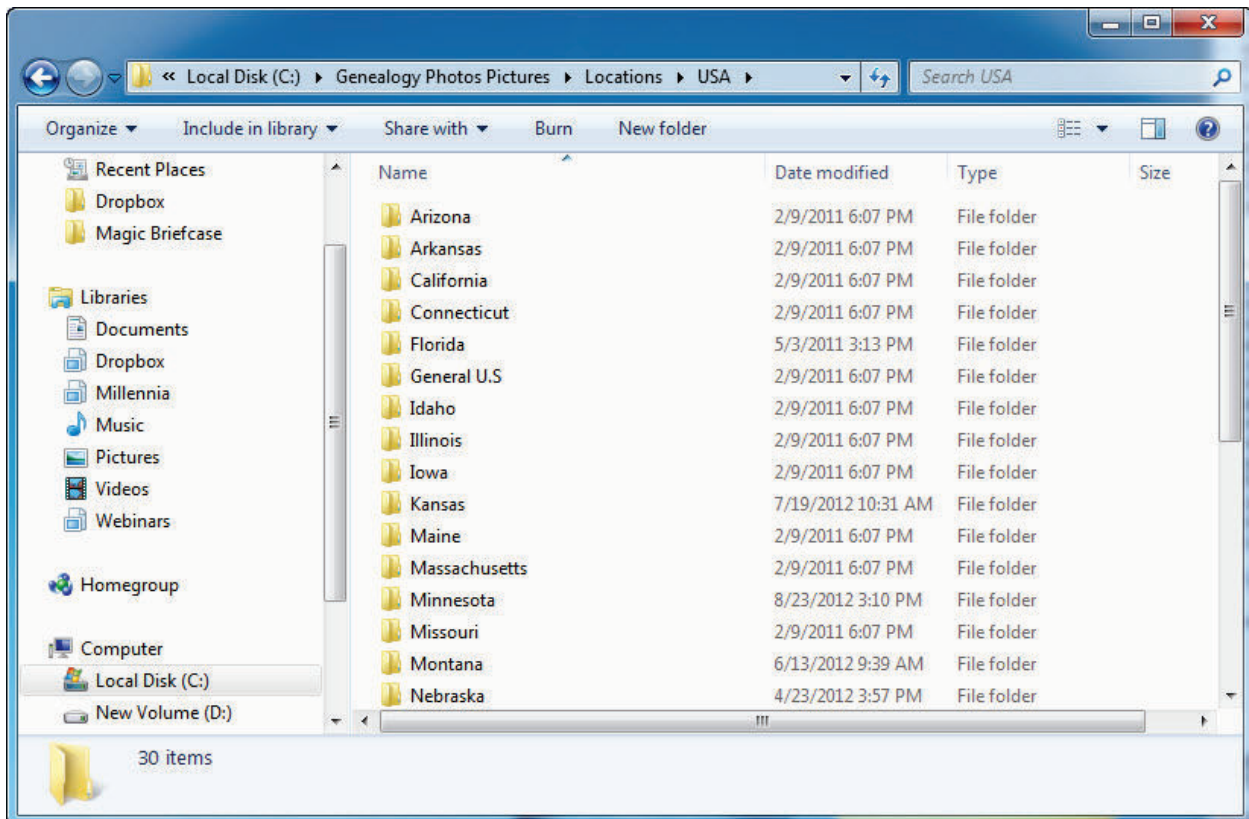 « Local Disk (C:) ▸ Genealogy Photos Pictures ▸ Locations ▸ USA ▸ Search USA
Organize Include in library Share with Burn New folder
Recent Places
Dropbox
Magic Briefcase
Libraries
Documents
Dropbox
Millennia
Music
Pictures
Videos
Webinars
Homegroup
Computer
Local Disk (C:)
New Volume (D:)
Name Date modified Type Size
Arizona 2/9/2011 6:07 PM File folder
Arkansas 2/9/2011 6:07 PM File folder
California 2/9/2011 6:07 PM File folder
Connecticut 2/9/2011 6:07 PM File folder
Florida 5/3/2011 3:13 PM File folder
General U.S 2/9/2011 6:07 PM File folder
Idaho 2/9/2011 6:07 PM File folder
Illinois 2/9/2011 6:07 PM File folder
Iowa 2/9/2011 6:07 PM File folder
Kansas 7/19/2012 10:31 AM File folder
Maine 2/9/2011 6:07 PM File folder
Massachusetts 2/9/2011 6:07 PM File folder
Minnesota 8/23/2012 3:10 PM File folder
Missouri 2/9/2011 6:07 PM File folder
Montana 6/13/2012 9:39 AM File folder
Nebraska 4/23/2012 3:57 PM File folder
30 items